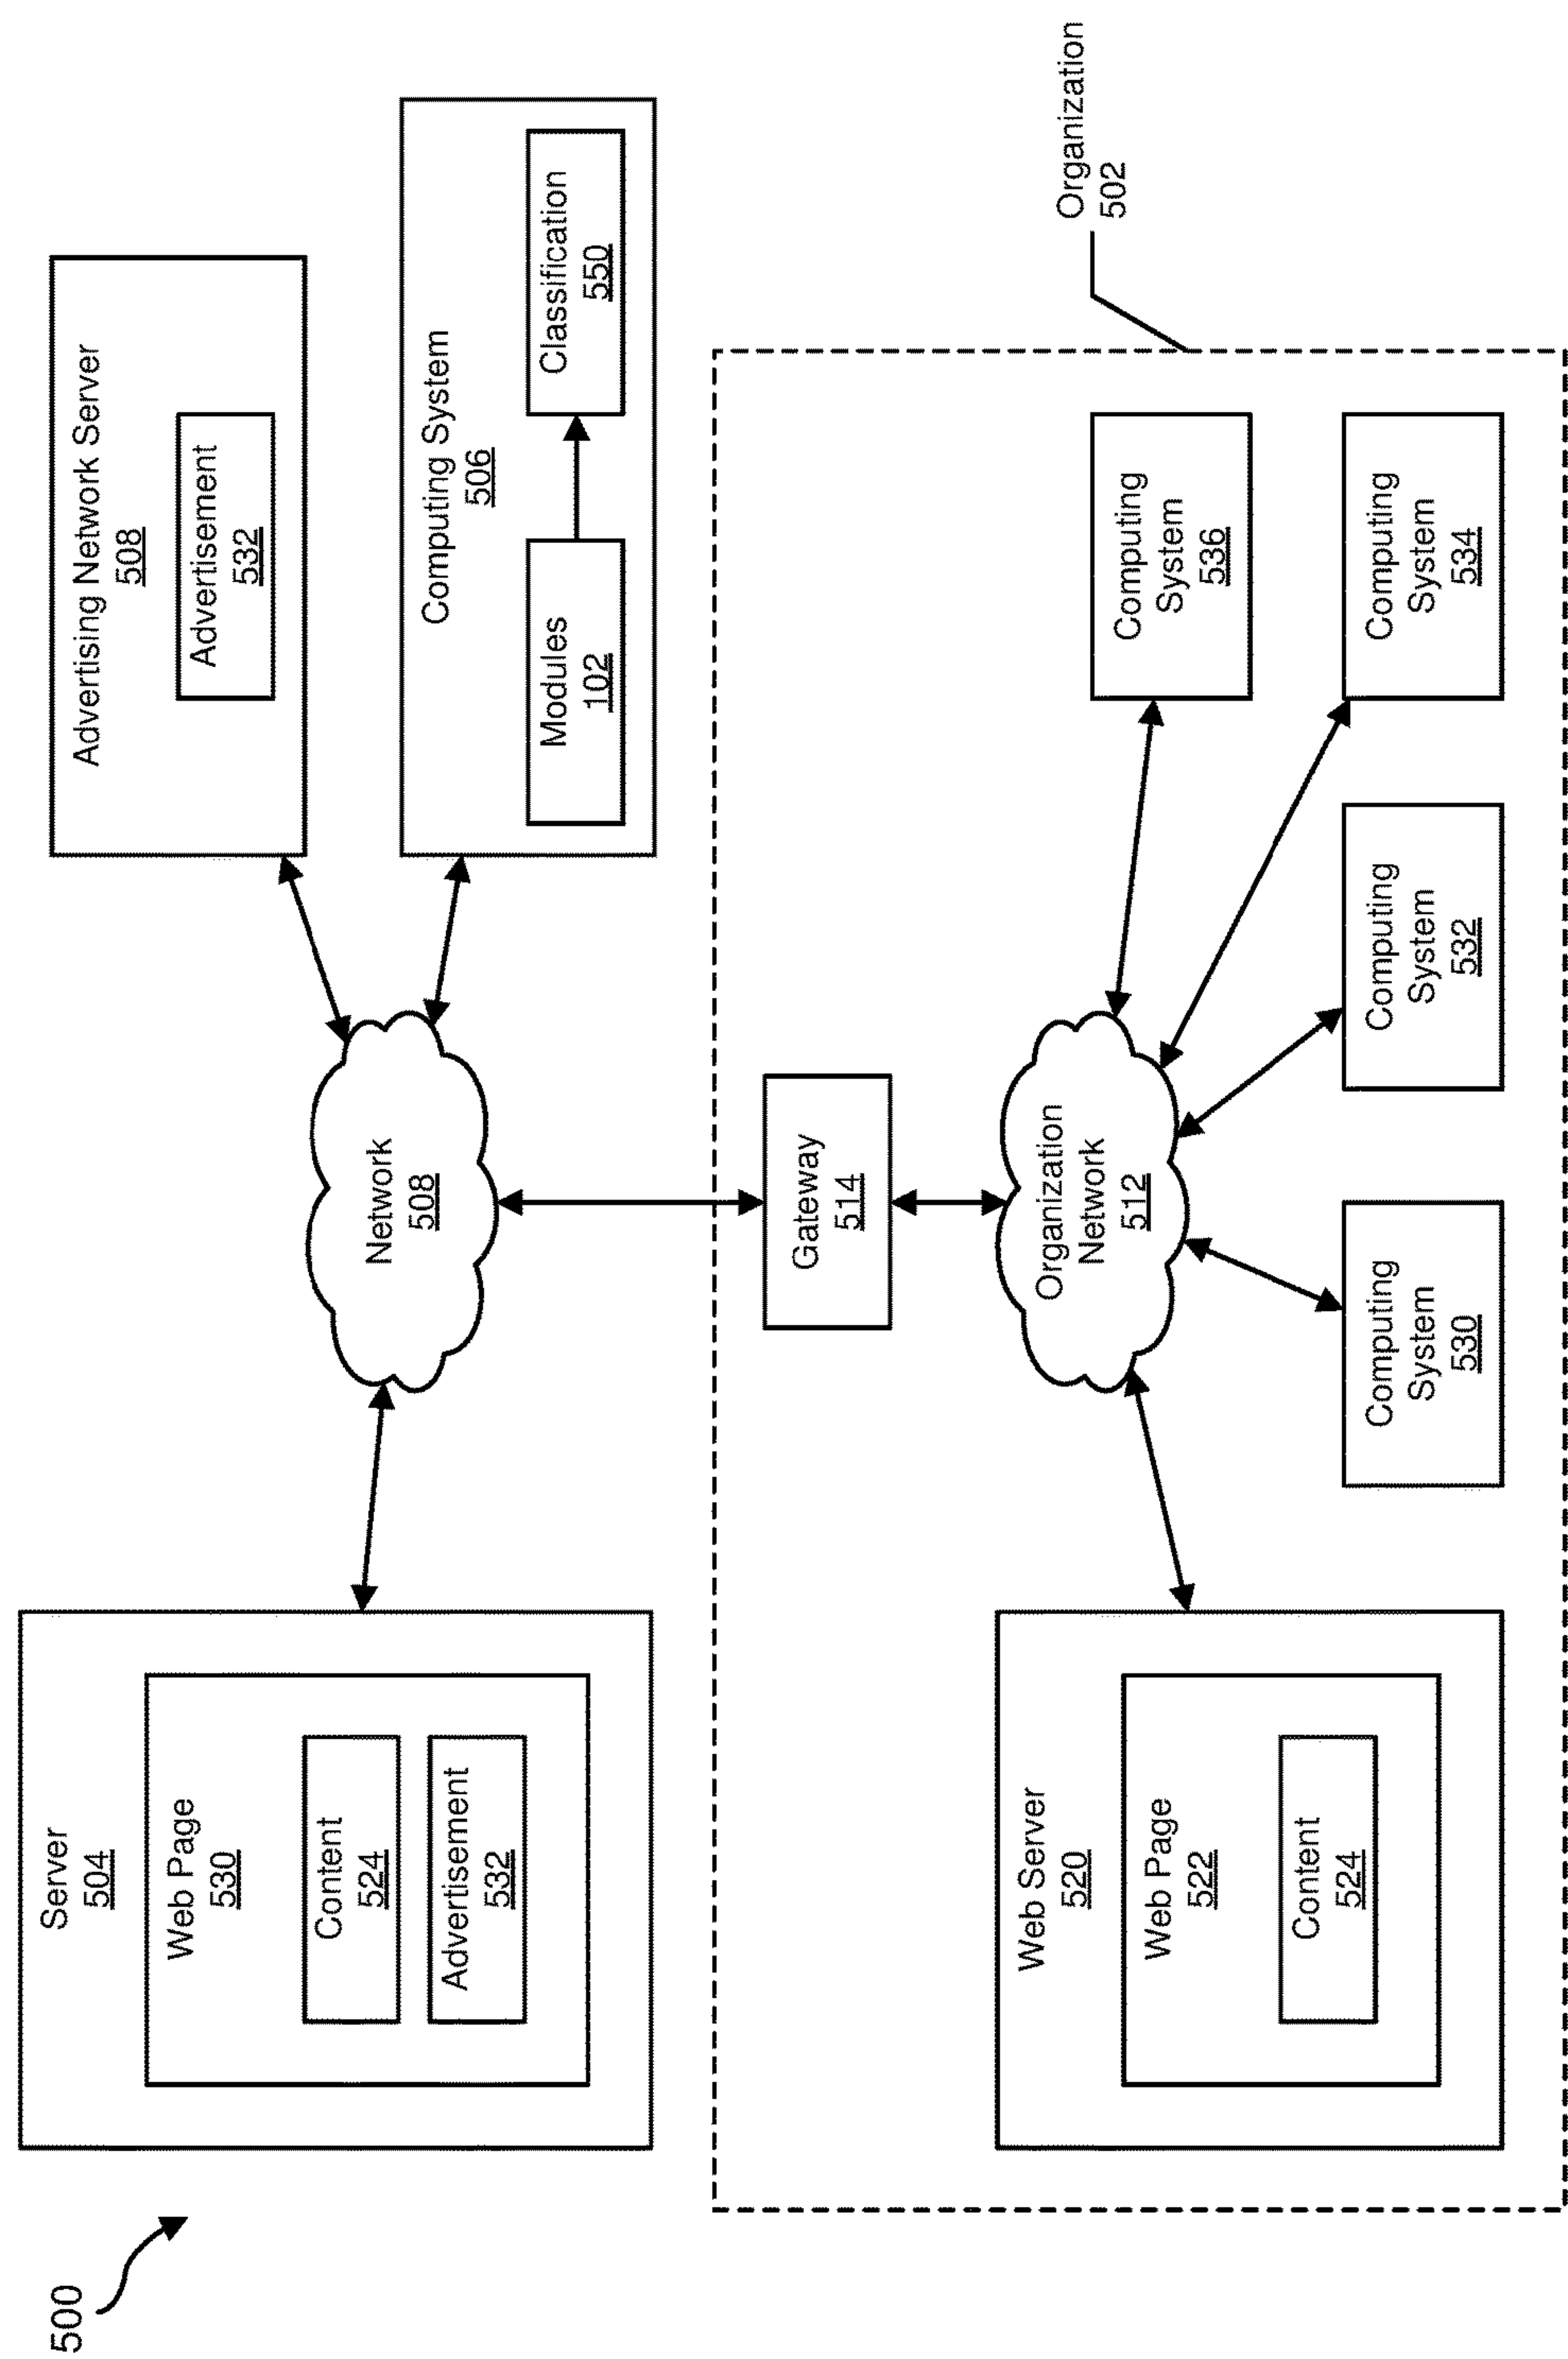 500
Server
504
Web Page
530
Content
524
Advertisement
532
Network
508
Advertising Network Server
508
Advertisement
532
Computing System
506
Modules
102
Classification
550
Gateway
514
Organization
502
Web Server
520
Web Page
522
Content
524
Organization
Network
512
Computing
System
530
Computing
System
532
Computing
System
534
Computing
System
536